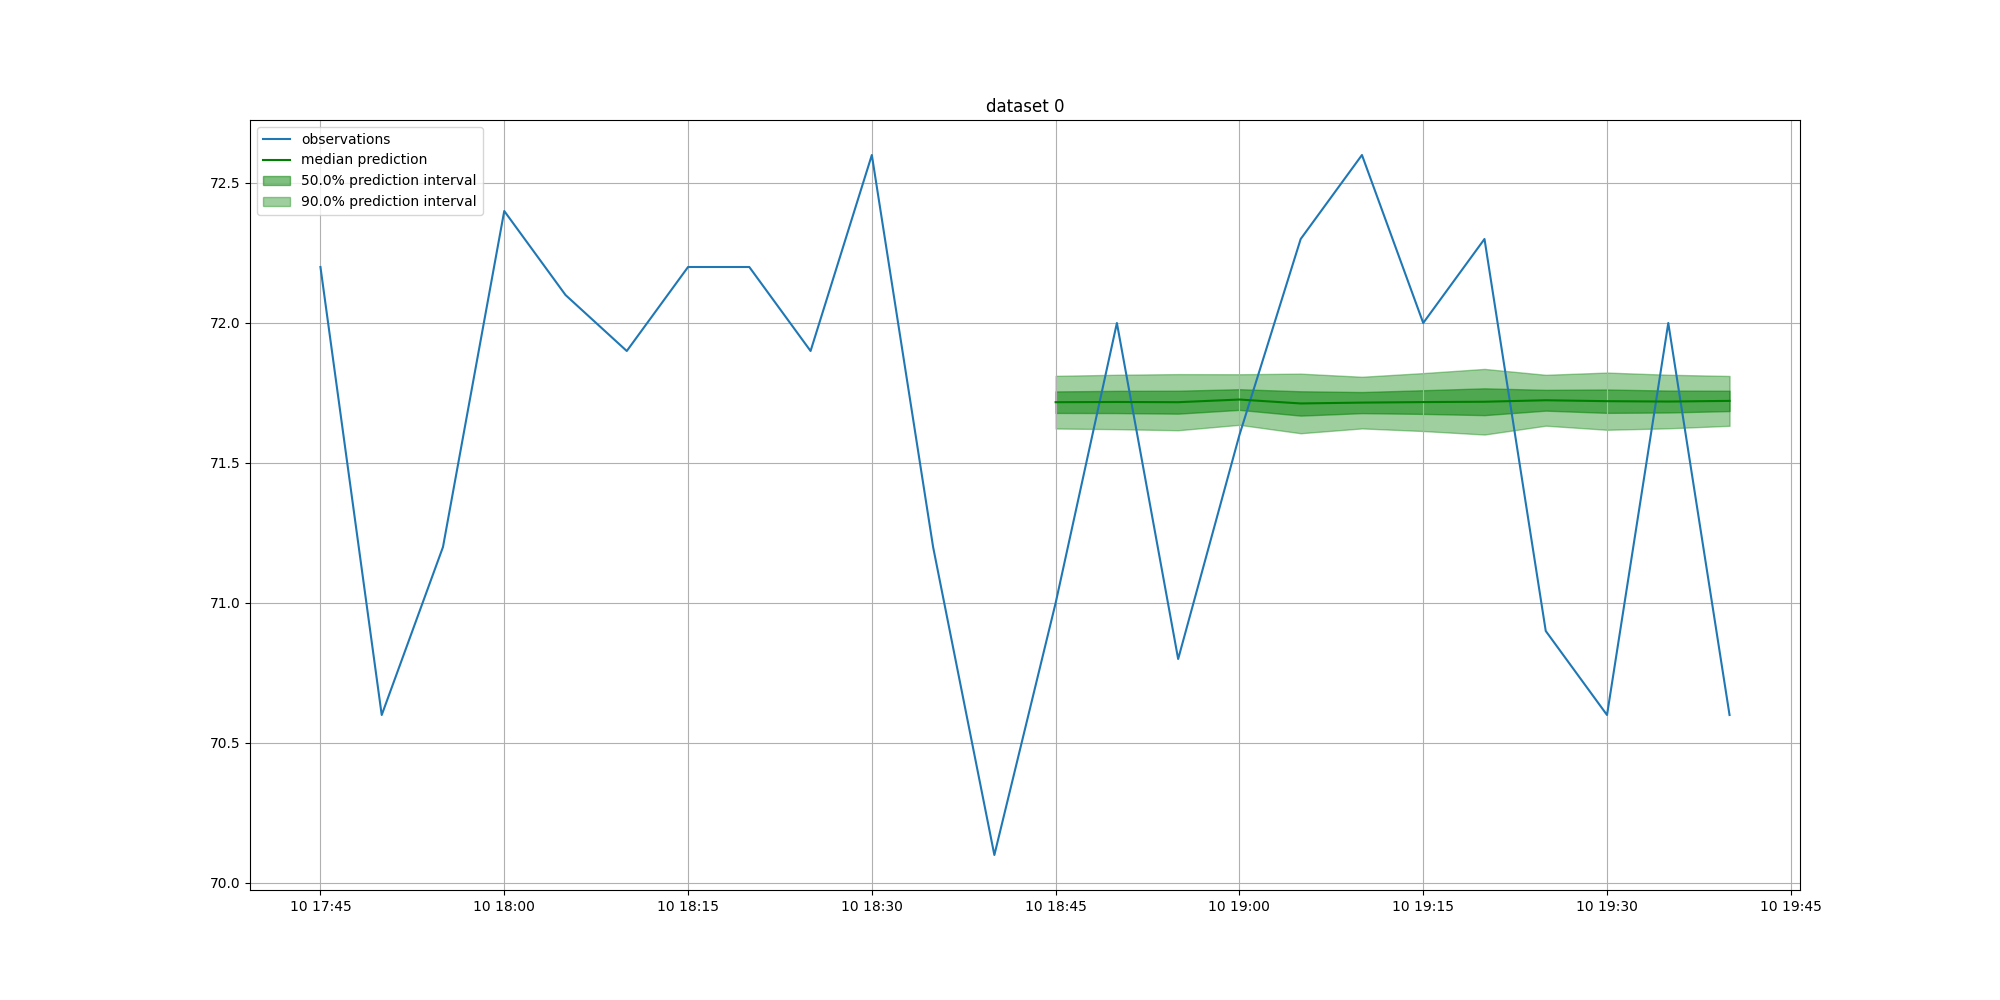 dataset 0
observations
median prediction
50.0% prediction interval
90.0% prediction interval
72.5
72.0
71.5
71.0
70.5
70.0
10 17:45 10 18:00 10 18:15 10 18:30 10 18:45 10 19:00 10 19:15 10 19:30 10 19:45